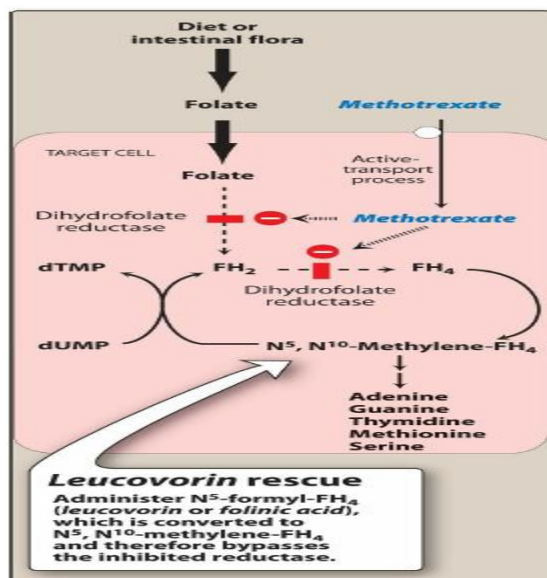 Diet or
intestinal flora
Folate
Methotrexate
TARGET CELL
Active-
transport
process
Folate
Dihydrofolate
reductase
Methotrexate
dTMP
FH2
FH4
Dihydrofolate
reductase
dUMP
N5, N10-Methylene-FH4
Adenine
Guanine
Thymidine
Methionine
Serine
Leucovorin rescue
Administer N5-formyl-FH4
(leucovorin or folinic acid),
which is converted to
N5, N10-methylene-FH4
and therefore bypasses
the inhibited reductase.